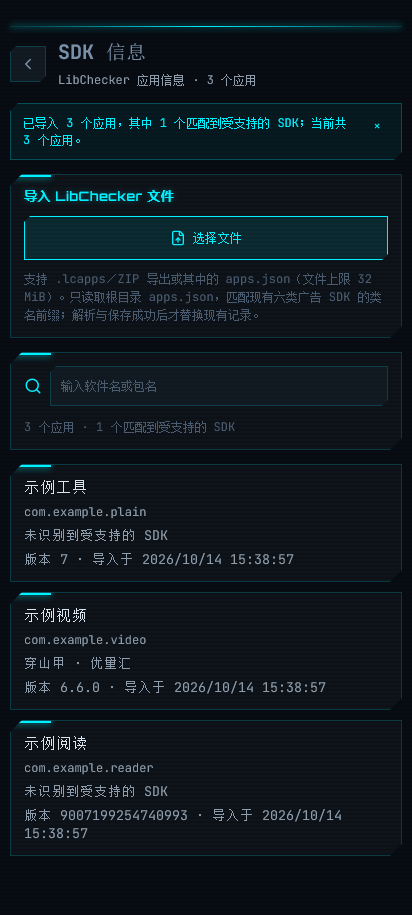 SDK 信息
LibChecker 应用信息 · 3 个应用
已导入 3 个应用，其中 1 个匹配到受支持的 SDK；当前共
3 个应用。
×
导入 LibChecker 文件
选择文件
支持 .lcapps／ZIP 导出或其中的 apps.json（文件上限 32
MiB）。只读取根目录 apps.json，匹配现有六类广告 SDK 的类
名前缀；解析与保存成功后才替换现有记录。
输入软件名或包名
3 个应用 · 1 个匹配到受支持的 SDK
示例工具
com.example.plain
未识别到受支持的 SDK
版本 7 · 导入于 2026/10/14 15:38:57
示例视频
com.example.video
穿山甲 · 优量汇
版本 6.6.0 · 导入于 2026/10/14 15:38:57
示例阅读
com.example.reader
未识别到受支持的 SDK
版本 9007199254740993 · 导入于 2026/10/14
15:38:57